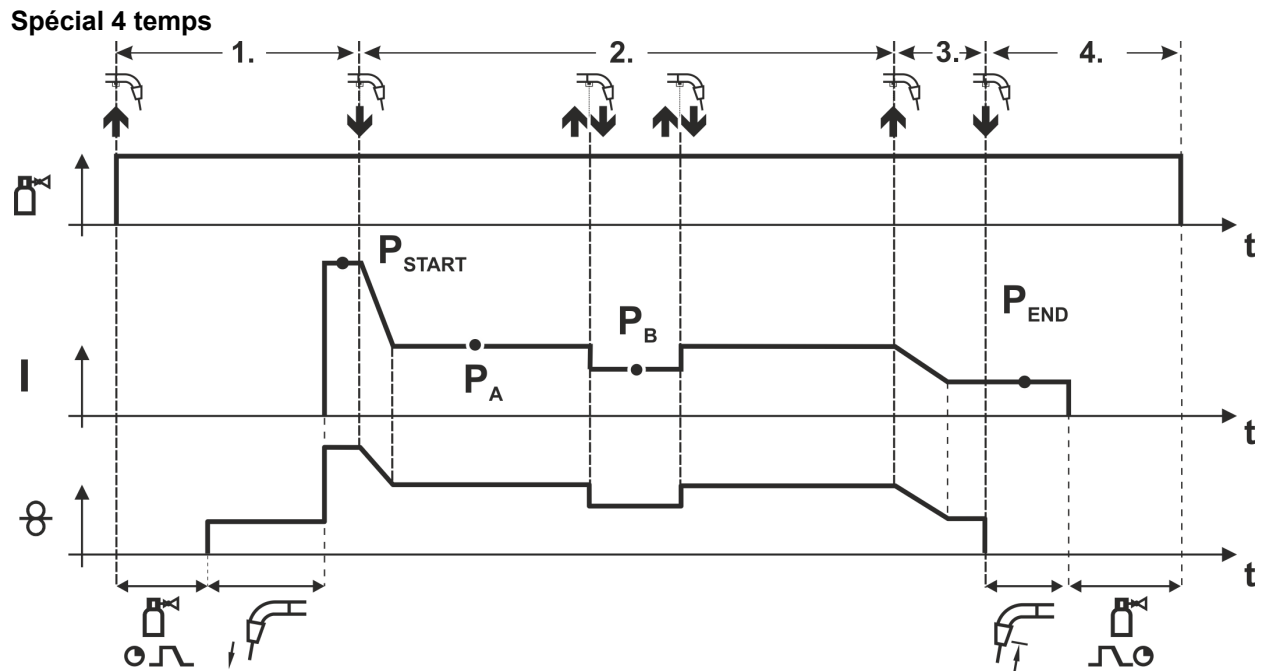 Spécial 4 temps
1.
2.
3.
4.
t
P START
P B
P END
P A
I
t
t